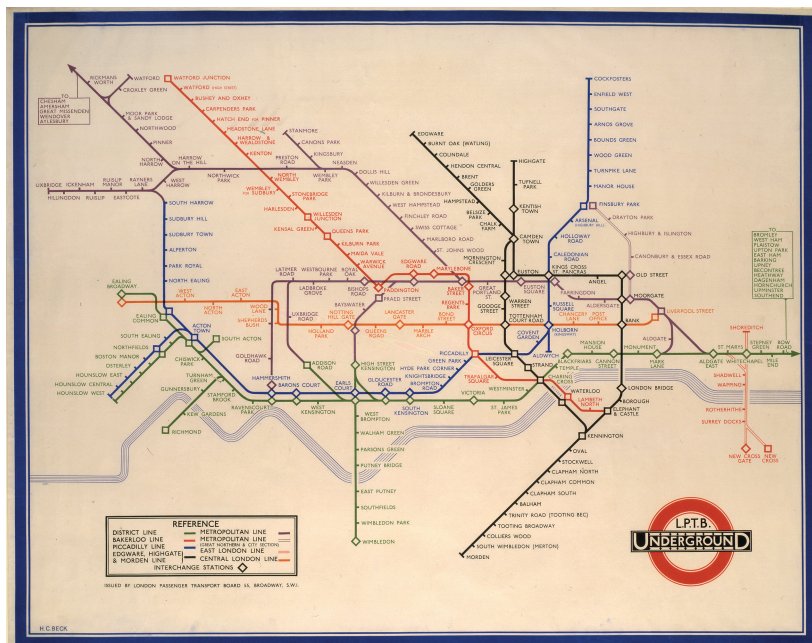 TO
CHESHAM
AMERSHAM
GREAT MISSENDEN
WENDOVER
AYLESBURY
RICKMANS
WORTH
WATFORD
CROXLEY GREEN
MOOR PARK
& SANDY LODGE
NORTHWOOD
PINNER
NORTH
HARROW
HARROW
ON THE HILL
WEST
HARROW
RAYNERS
LANE
EASTCOTE
RUISLIP
MANOR
RUISLIP
ICKENHAM
HILLINGDON
UXBRIDGE
WATFORD JUNCTION
WATFORD (HIGH STREET)
BUSHEY AND OXHEY
CARPENDERS PARK
HATCH END FOR PINNER
HEADSTONE LANE
HARROW &
WEALDSTONE
KENTON
NORTHWICK
PARK
PRESTON
ROAD
NORTH
WEMBLEY
WEMBLEY
FOR SUDBURY
WEMBLEY
PARK
STONEBRIDGE
PARK
HARLESDEN
WILLESDEN
JUNCTION
KENSAL GREEN
QUEENS PARK
KILBURN PARK
MAIDA VALE
WARWICK
AVENUE
STANMORE
CANONS PARK
KINGSBURY
NEASDEN
DOLLIS HILL
WILLESDEN GREEN
KILBURN & BRONDESBURY
WEST HAMPSTEAD
FINCHLEY ROAD
SWISS COTTAGE
MARLBORO ROAD
ST. JOHNS WOOD
EDGWARE
BURNT OAK (WATLING)
COLINDALE
HENDON CENTRAL
BRENT
GOLDERS
GREEN
HAMPSTEAD
BELSIZE
PARK
CHALK
FARM
HIGHGATE
TUFNELL
PARK
KENTISH
TOWN
CAMDEN
TOWN
MORNINGTON
CRESCENT
COCKFOSTERS
ENFIELD WEST
SOUTHGATE
ARNOS GROVE
BOUNDS GREEN
WOOD GREEN
TURNPIKE LANE
MANOR HOUSE
FINSBURY PARK
ARSENAL
(HIGHBURY HILL)
HOLLOWAY
ROAD
CALEDONIAN
ROAD
KINGS CROSS
ST. PANCRAS
DRAYTON PARK
HIGHBURY & ISLINGTON
CANONBURY & ESSEX ROAD
OLD STREET
ANGEL
EUSTON
EUSTON
SQUARE
FARRINGDON
ALDERSGATE
MOORGATE
LIVERPOOL STREET
TO
BROMLEY
WEST HAM
PLAISTOW
UPTON PARK
EAST HAM
BARKING
UPNEY
BECONTREE
HEATHWAY
DAGENHAM
HORNCHURCH
UPMINSTER
SOUTHEND
SOUTH HARROW
SUDBURY HILL
SUDBURY TOWN
ALPERTON
PARK ROYAL
NORTH EALING
EALING
BROADWAY
WEST
ACTON
NORTH
ACTON
EAST
ACTON
WOOD
LANE
SHEPHERDS
BUSH
HOLLAND
PARK
NOTTING
HILL GATE
QUEENS
ROAD
LANCASTER
GATE
MARBLE
ARCH
BOND
STREET
OXFORD
CIRCUS
LATIMER
ROAD
LADBROKE
GROVE
WESTBOURNE
PARK
ROYAL
OAK
BISHOPS
ROAD
PADDINGTON
EDGWARE
ROAD
MARYLEBONE
BAKER
STREET
REGENTS
PARK
PRAED STREET
BAYSWATER
GREAT
PORTLAND
ST.
WARREN
STREET
GOODGE
STREET
TOTTENHAM
COURT ROAD
RUSSELL
SQUARE
CHANCERY
LANE
POST
OFFICE
BANK
HOLBORN
(KINGSWAY)
COVENT
GARDEN
ALDWYCH
EALING
COMMON
SOUTH EALING
NORTHFIELDS
BOSTON MANOR
OSTERLEY
HOUNSLOW EAST
HOUNSLOW CENTRAL
HOUNSLOW WEST
ACTON
TOWN
SOUTH ACTON
CHISWICK
PARK
TURNHAM
GREEN
GUNNERSBURY
KEW GARDENS
RICHMOND
STAMFORD
BROOK
RAVENSCOURT
PARK
GOLDHAWK
ROAD
HAMMERSMITH
BARONS COURT
WEST
KENSINGTON
ADDISON
ROAD
EARLS
COURT
HIGH STREET
KENSINGTON
GLOUCESTER
ROAD
SOUTH
KENSINGTON
BROMPTON
ROAD
KNIGHTSBRIDGE
HYDE PARK CORNER
GREEN PARK
PICCADILLY
SLOANE
SQUARE
VICTORIA
ST. JAMES
PARK
WESTMINSTER
TRAFALGAR
SQUARE
LEICESTER
SQUARE
STRAND
CHARING
CROSS
TEMPLE
BLACKFRIARS
MANSION
HOUSE
CANNON
STREET
MONUMENT
MARK
LANE
ALDGATE
ALDGATE
EAST
ST. MARYS
WHITECHAPEL
STEPNEY
GREEN
MILE
END
BOW
ROAD
SHOREDITCH
SHADWELL
WAPPING
ROTHERHITHE
SURREY DOCKS
NEW CROSS
GATE
NEW
CROSS
WATERLOO
LAMBETH
NORTH
LONDON BRIDGE
BOROUGH
ELEPHANT
& CASTLE
KENNINGTON
OVAL
STOCKWELL
CLAPHAM NORTH
CLAPHAM COMMON
CLAPHAM SOUTH
BALHAM
TRINITY ROAD (TOOTING BEC)
TOOTING BROADWAY
COLLIERS WOOD
SOUTH WIMBLEDON (MERTON)
MORDEN
WEST
BROMPTON
WALHAM GREEN
PARSONS GREEN
PUTNEY BRIDGE
EAST PUTNEY
SOUTHFIELDS
WIMBLEDON PARK
WIMBLEDON
REFERENCE
DISTRICT LINE
BAKERLOO LINE
PICCADILLY LINE
EDGWARE, HIGHGATE
& MORDEN LINE
METROPOLITAN LINE
METROPOLITAN LINE
(GREAT NORTHERN & CITY SECTION)
EAST LONDON LINE
CENTRAL LONDON LINE
INTERCHANGE STATIONS
ISSUED BY LONDON PASSENGER TRANSPORT BOARD 55, BROADWAY, S.W.1.
L.P.T.B.
UNDERGROUND
H.C. BECK